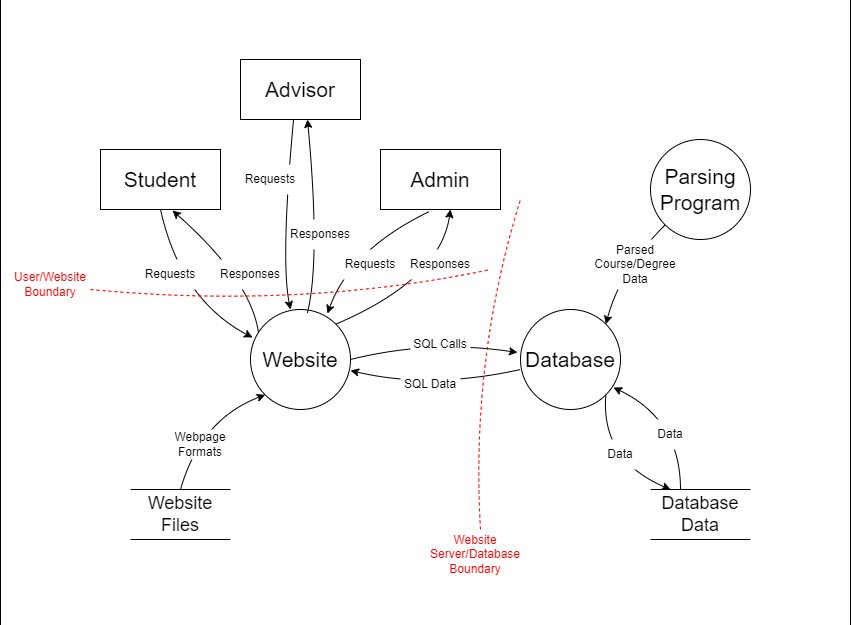 Advisor
Student
Admin
Parsing
Program
Requests
Responses
Requests
Responses
Requests
Responses
Parsed
Course/Degree
Data
User/Website
Boundary
Website
Database
SQL Calls
SQL Data
Webpage
Formats
Data
Data
Website
Files
Database
Data
Website
Server/Database
Boundary